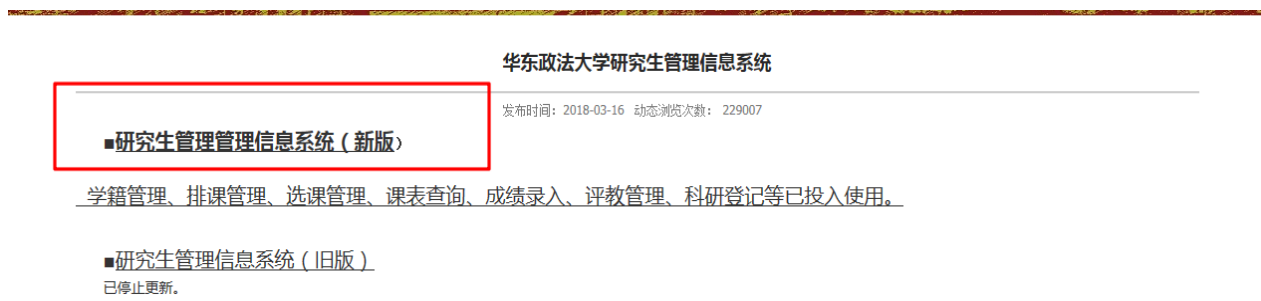 华东政法大学研究生管理信息系统
发布时间：2018-03-16 动态浏览次数： 229007
■研究生管理管理信息系统（新版）
学籍管理、排课管理、选课管理、课表查询、成绩录入、评教管理、科研登记等已投入使用。
■研究生管理信息系统（旧版）
已停止更新。